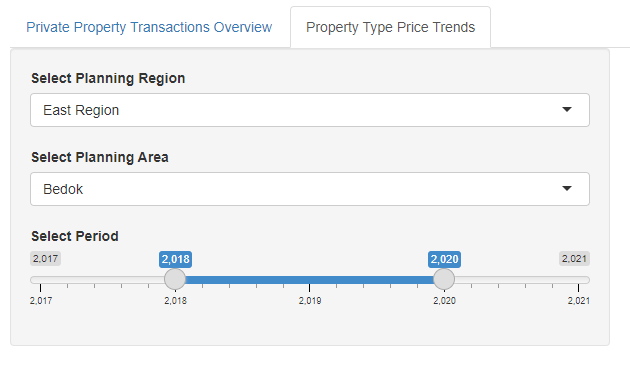 Private Property Transactions Overview Property Type Price Trends
Select Planning Region
East Region
Select Planning Area
Bedok
Select Period
2,017 2,018 2,020 2,021
2,017 2,018 2,019 2,020 2,021